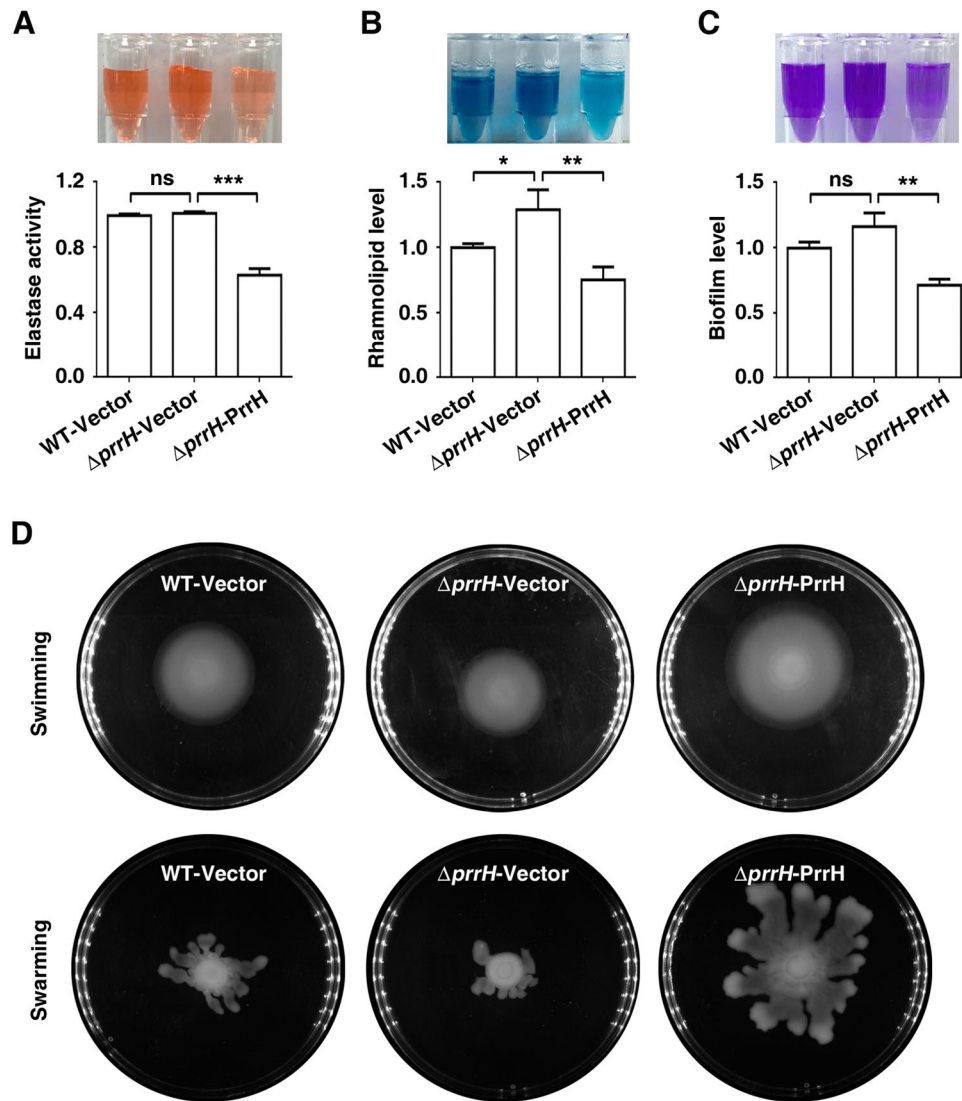 A
B
C
ns
***
Elastase activity
1.2
0.8
0.4
0.0
WT-Vector
ΔprrH-Vector
ΔprrH-PrrH
*
**
Rhamnolipid level
1.5
1.0
0.5
0.0
WT-Vector
ΔprrH-Vector
ΔprrH-PrrH
ns
**
Biofilm level
1.5
1.0
0.5
0.0
WT-Vector
ΔprrH-Vector
ΔprrH-PrrH
D
Swimming
WT-Vector
ΔprrH-Vector
ΔprrH-PrrH
Swarming
WT-Vector
ΔprrH-Vector
ΔprrH-PrrH